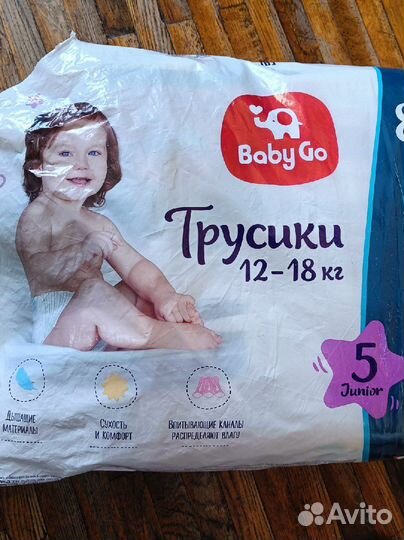 Baby Go
Трусики
12-18 кг
5
Junior
Дышащие
материалы
Сухость
и комфорт
Впитывающие каналы
распределяют влагу
Avito